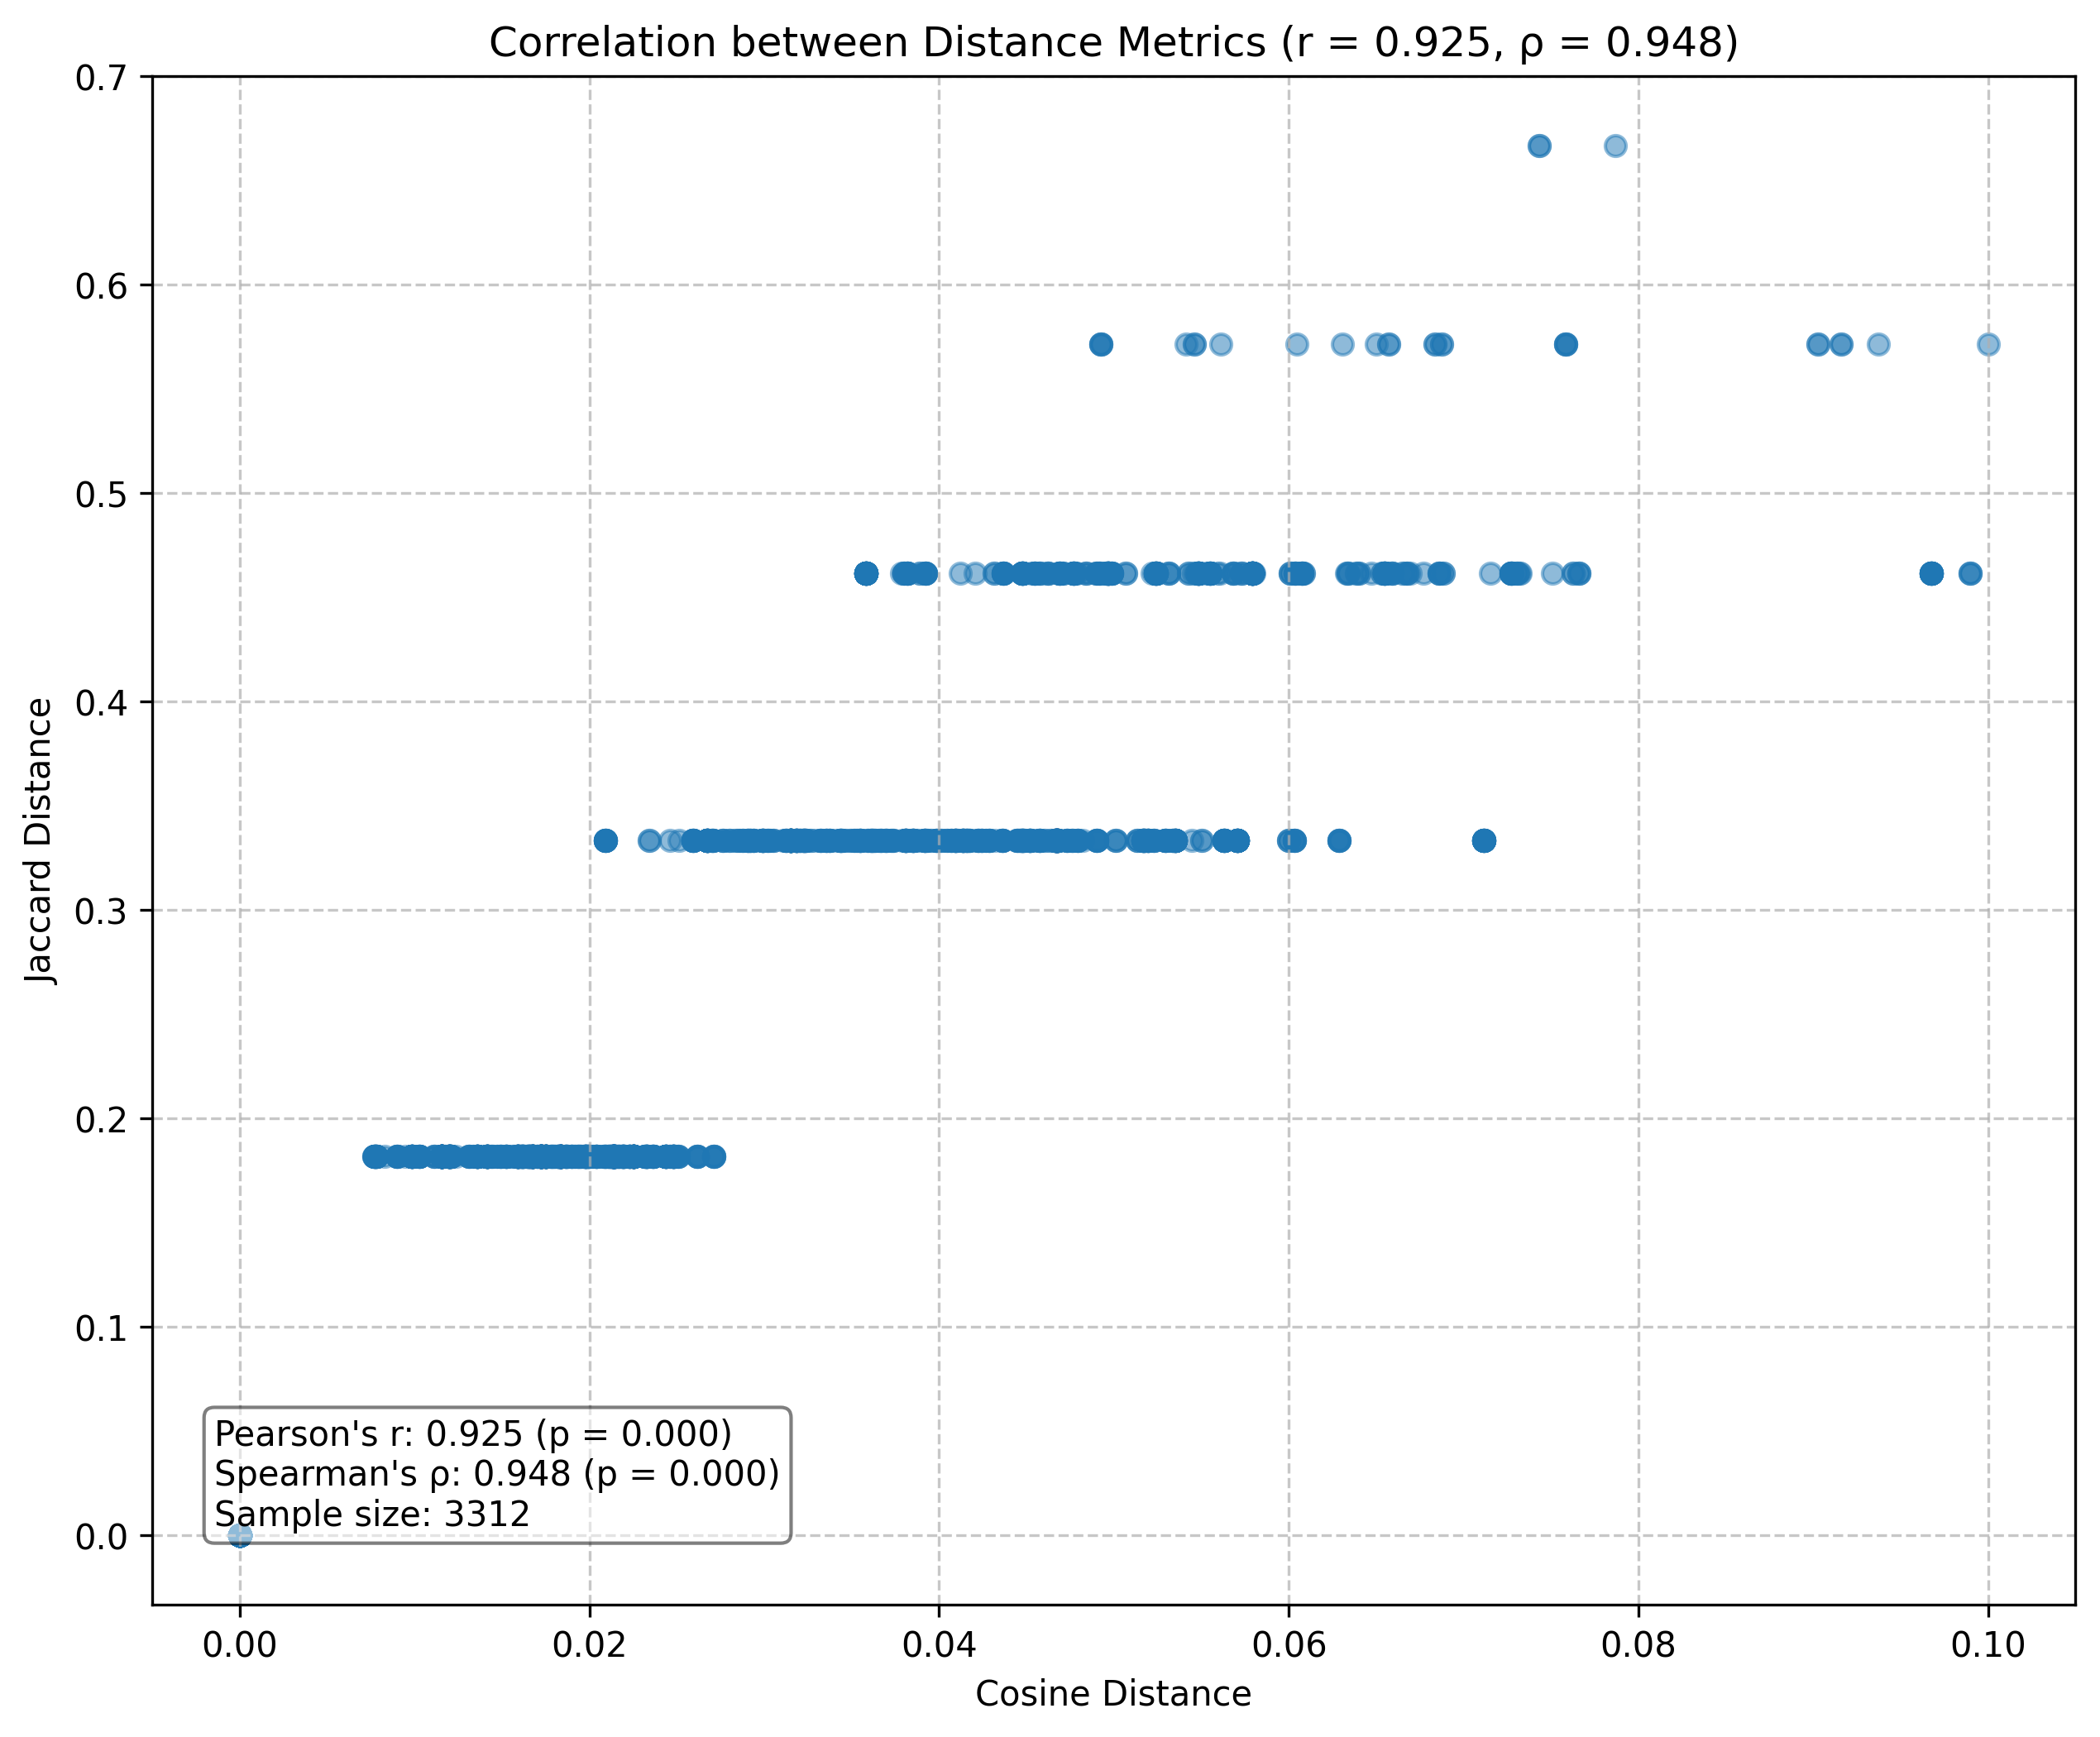 Correlation between Distance Metrics (r = 0.925, ρ = 0.948)
0.7
0.6
0.5
0.4
0.3
0.2
0.1
0.0
Jaccard Distance
Pearson's r: 0.925 (p = 0.000)
Spearman's ρ: 0.948 (p = 0.000)
Sample size: 3312
0.00 0.02 0.04 0.06 0.08 0.10
Cosine Distance